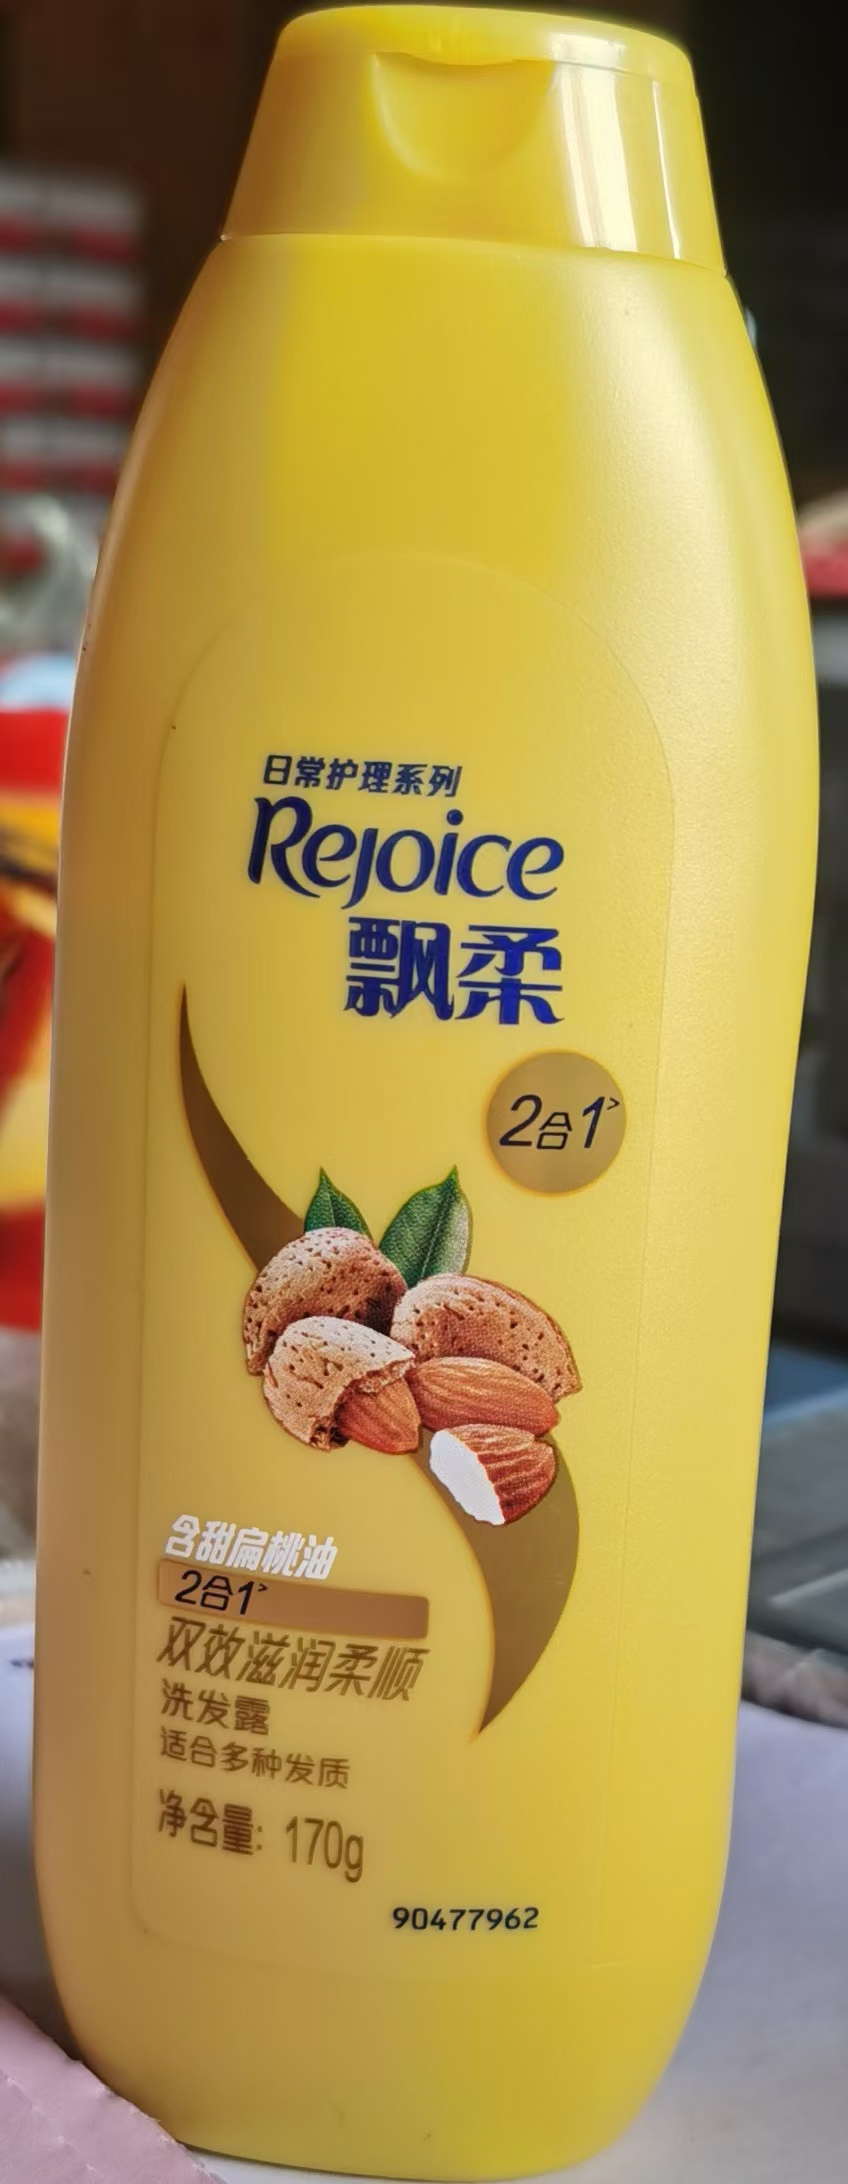 日常护理系列
Rejoice
飘柔
2合1
含甜扁桃油
2合1
双效滋润柔顺
洗发露
适合多种发质
净含量: 170g
90477962